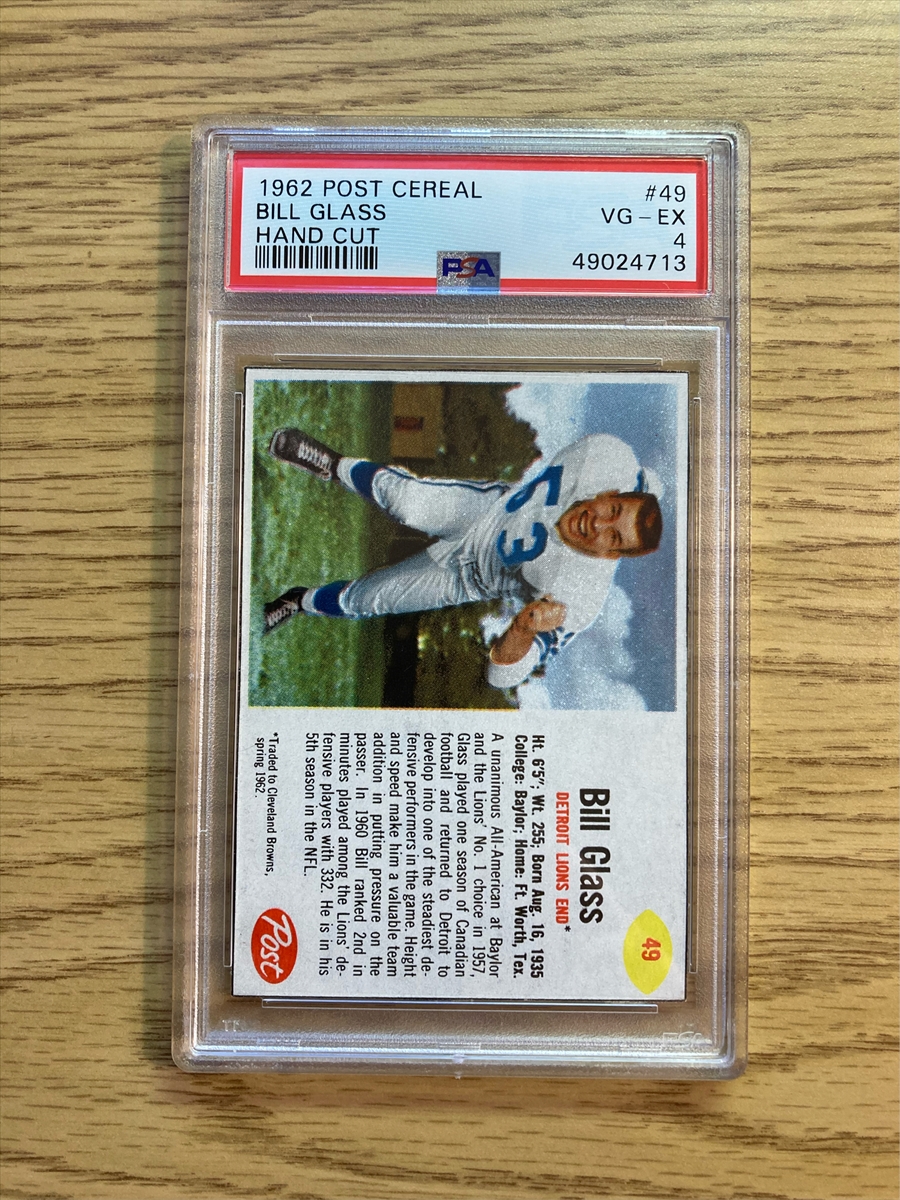 1962 POST CEREAL #49
BILL GLASS VG - EX
HAND CUT 4
PSA 49024713
53
Bill Glass
49
DETROIT LIONS END*
Ht. 6'5"; Wt. 255; Born Aug. 16, 1935
College: Baylor; Home: Ft. Worth, Tex.
A unanimous All-American at Baylor
and the Lions' No. 1 choice in 1957,
Glass played one season of Canadian
football and returned to Detroit to
develop into one of the steadiest de-
fensive performers in the game. Height
and speed make him a valuable team
addition in putting pressure on the
passer. In 1960 Bill ranked 2nd in
minutes played among the Lions' de-
fensive players with 332. He is in his
5th season in the NFL.
*Traded to Cleveland Browns,
spring 1962.
Post